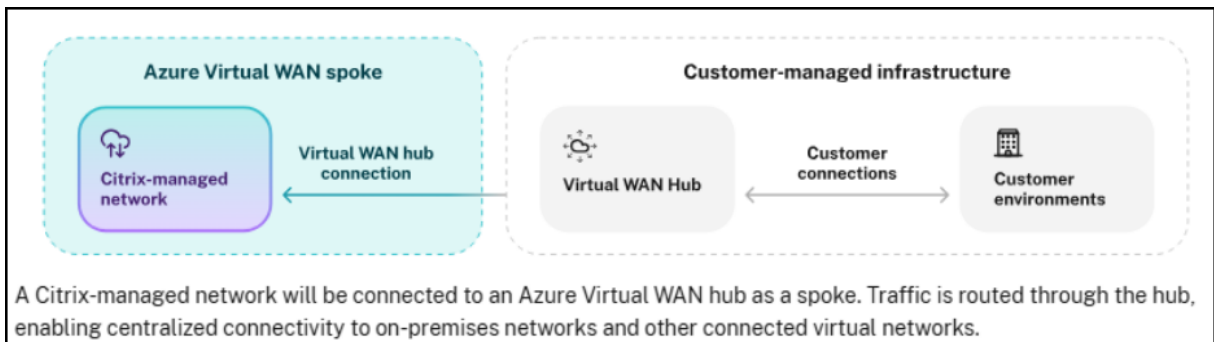 Azure Virtual WAN spoke
Customer-managed infrastructure
Citrix-managed
network
Virtual WAN hub
connection
Virtual WAN Hub
Customer
connections
Customer
environments
A Citrix-managed network will be connected to an Azure Virtual WAN hub as a spoke. Traffic is routed through the hub,
enabling centralized connectivity to on-premises networks and other connected virtual networks.